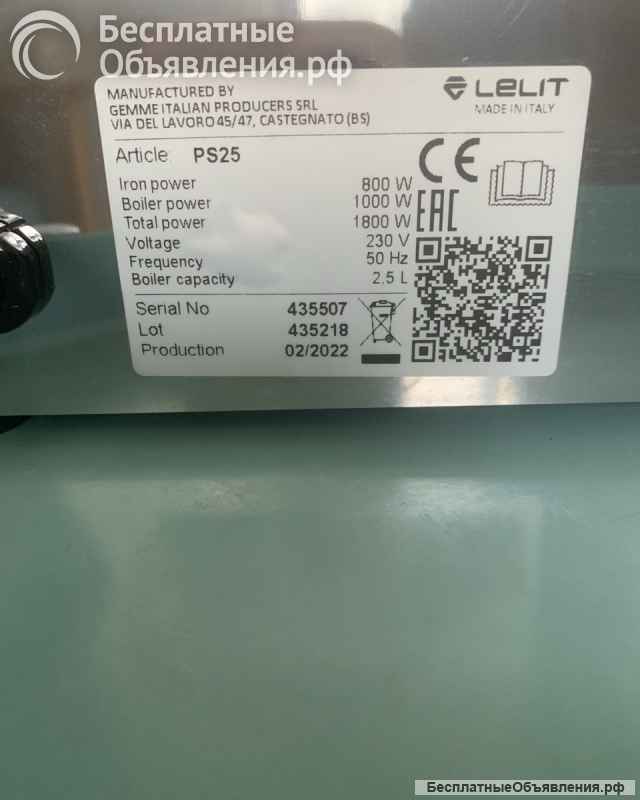 Бесплатные
Объявления.рф
MANUFACTURED BY
GEMME ITALIAN PRODUCERS SRL
VIA DEL LAVORO 45/47, CASTEGNATO (BS)
LELIT
MADE IN ITALY
Article PS25
CE
Iron power 800 W
Boiler power 1000 W
Total power 1800 W
EAC
Voltage 230 V
Frequency 50 Hz
Boiler capacity 2.5 L
Serial No 435507
Lot 435218
Production 02/2022
БесплатныеОбъявления.рф